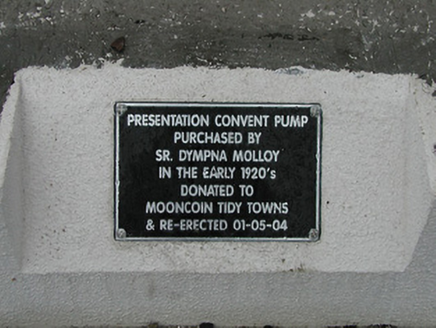 PRESENTATION CONVENT PUMP
PURCHASED BY
SR. DYMPNA MOLLOY
IN THE EARLY 1920's
DONATED TO
MOONCOIN TIDY TOWNS
& RE-ERECTED 01-05-04